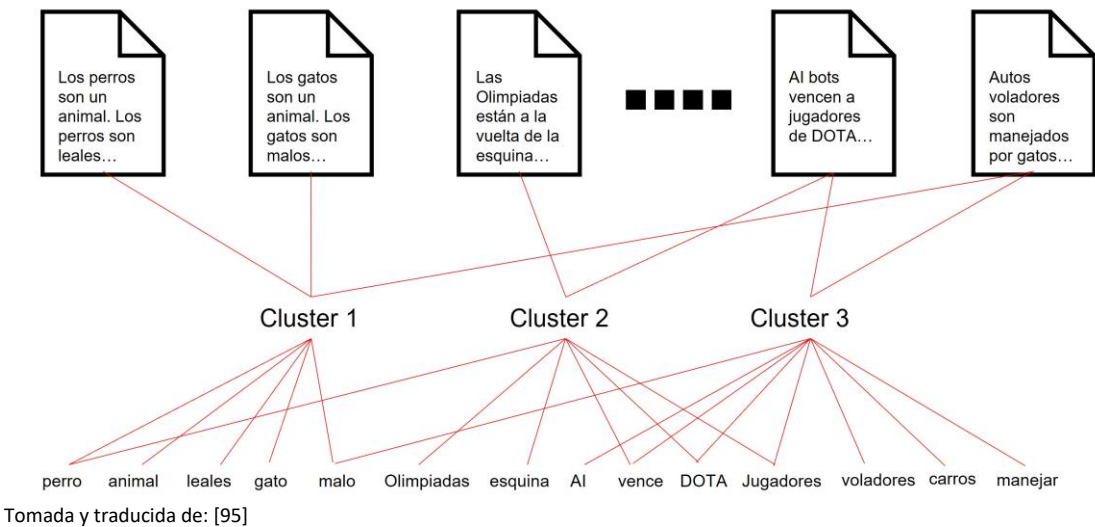 Los perros
son un
animal. Los
perros son
leales…
Los gatos
son un
animal. Los
gatos son
malos…
Las
Olimpiadas
están a la
vuelta de la
esquina…
AI bots
vencen a
jugadores
de DOTA…
Autos
voladores
son
manejados
por gatos…
Cluster 1 Cluster 2 Cluster 3
perro animal leales gato malo Olimpiadas esquina AI vence DOTA Jugadores voladores carros manejar
Tomada y traducida de: [95]